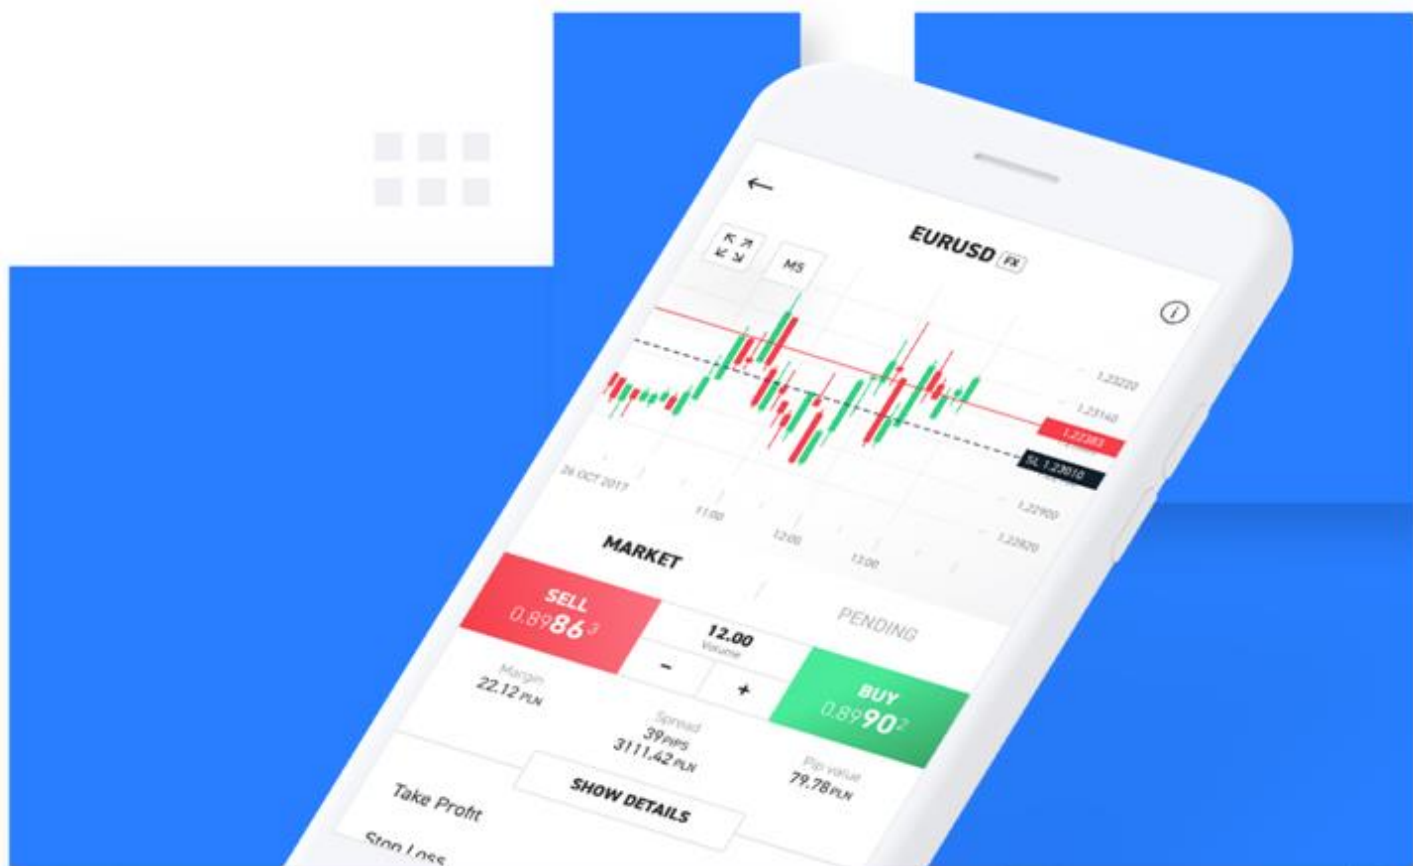 EURUSD FX
M5
1.23220
1.23140
1.22383
SL 1.23010
1.22900
1.22820
26 OCT 2017
11:00
12:00
13:00
MARKET
PENDING
SELL
0.89863
12.00
Volume
-
+
BUY
0.89902
Margin
22.12 PLN
Spread
39 PIPS
3111.42 PLN
Pip value
79.78 PLN
SHOW DETAILS
Take Profit
Stop Loss